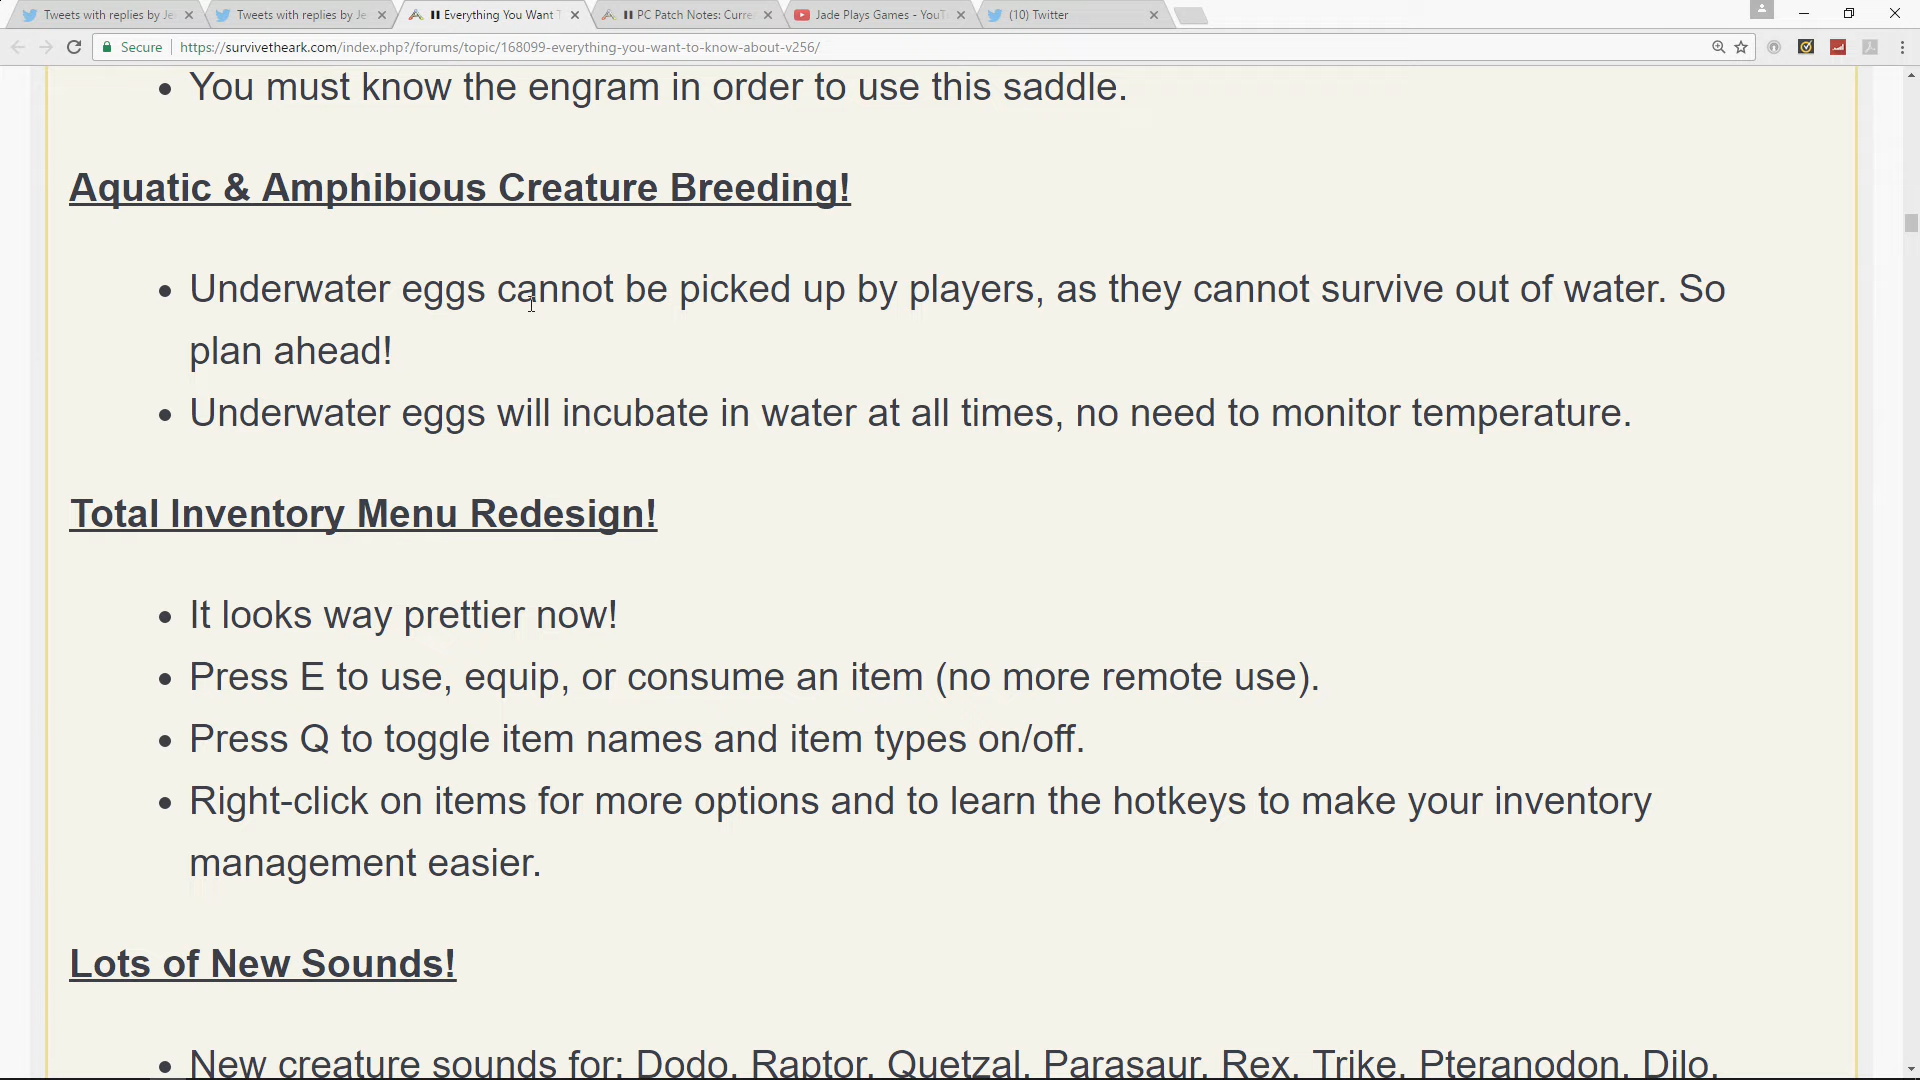 Tweets with replies by Je
Tweets with replies by Je
Everything You Want T
PC Patch Notes: Curre
Jade Plays Games - YouT
(10) Twitter
Secure
https://survivetheark.com/index.php?/forums/topic/168099-everything-you-want-to-know-about-v256/
• You must know the engram in order to use this saddle.
Aquatic & Amphibious Creature Breeding!
• Underwater eggs cannot be picked up by players, as they cannot survive out of water. So
plan ahead!
• Underwater eggs will incubate in water at all times, no need to monitor temperature.
Total Inventory Menu Redesign!
• It looks way prettier now!
• Press E to use, equip, or consume an item (no more remote use).
• Press Q to toggle item names and item types on/off.
• Right-click on items for more options and to learn the hotkeys to make your inventory
management easier.
Lots of New Sounds!
• New creature sounds for: Dodo, Raptor, Quetzal, Parasaur, Rex, Trike, Pteranodon, Dilo,